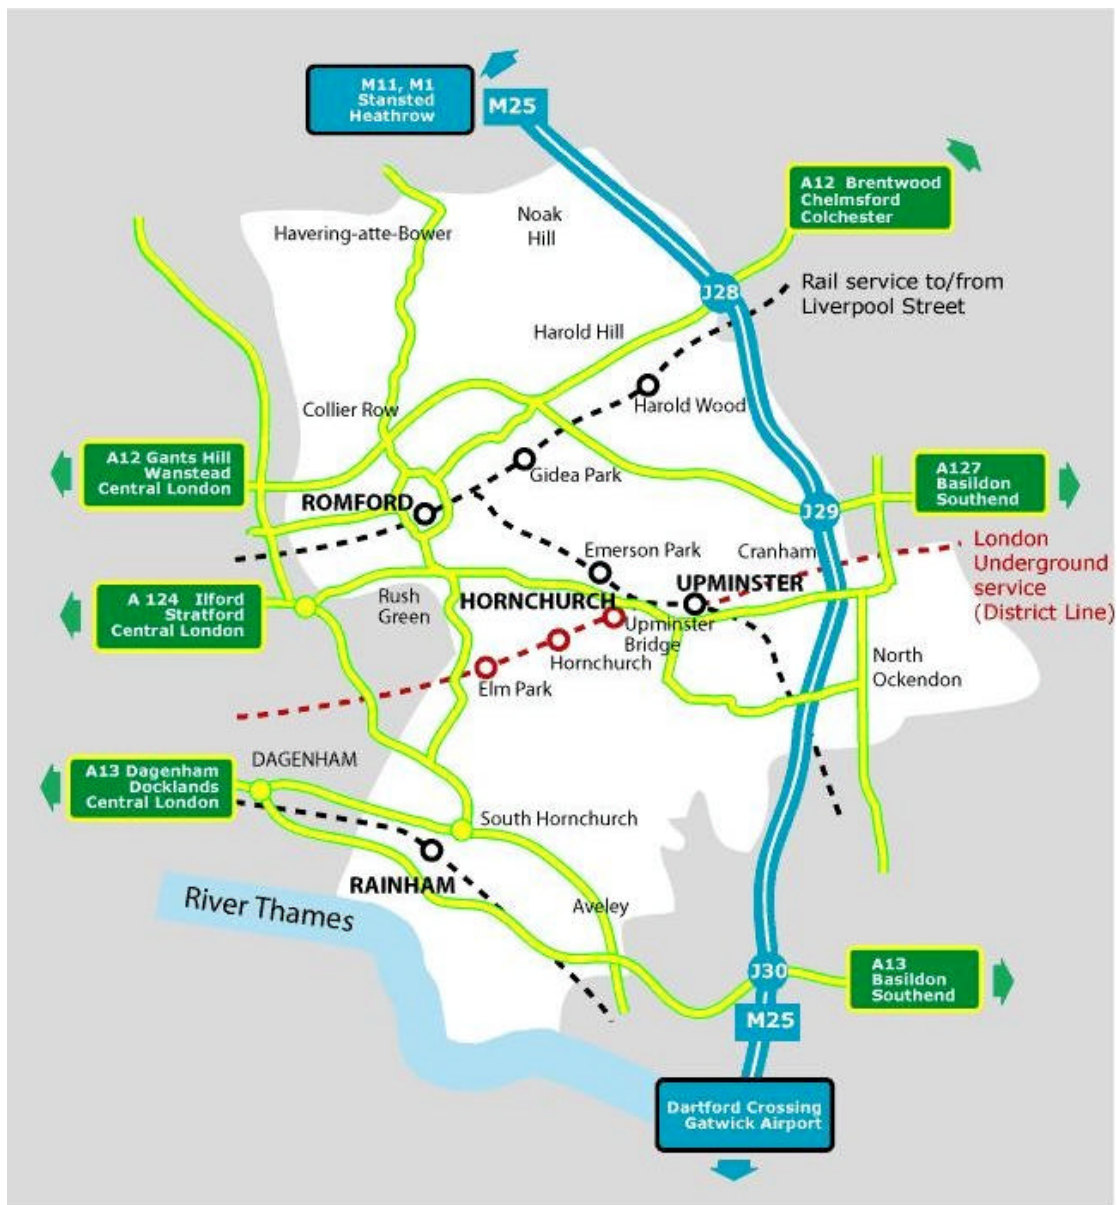 M11, M1
Stansted
Heathrow
M25
A12 Brentwood
Chelmsford
Colchester
Noak
Hill
Havering-atte-Bower
J28
Rail service to/from
Liverpool Street
Harold Hill
Collier Row
Harold Wood
A12 Gants Hill
Wanstead
Central London
Gidea Park
A127
Basildon
Southend
ROMFORD
J29
London
Underground
service
(District Line)
Emerson Park
Cranham
UPMINSTER
A 124 Ilford
Stratford
Central London
Rush
Green
HORNCHURCH
Upminster
Bridge
Hornchurch
North
Ockendon
Elm Park
DAGENHAM
A13 Dagenham
Docklands
Central London
South Hornchurch
RAINHAM
River Thames
Aveley
J30
A13
Basildon
Southend
M25
Dartford Crossing
Gatwick Airport